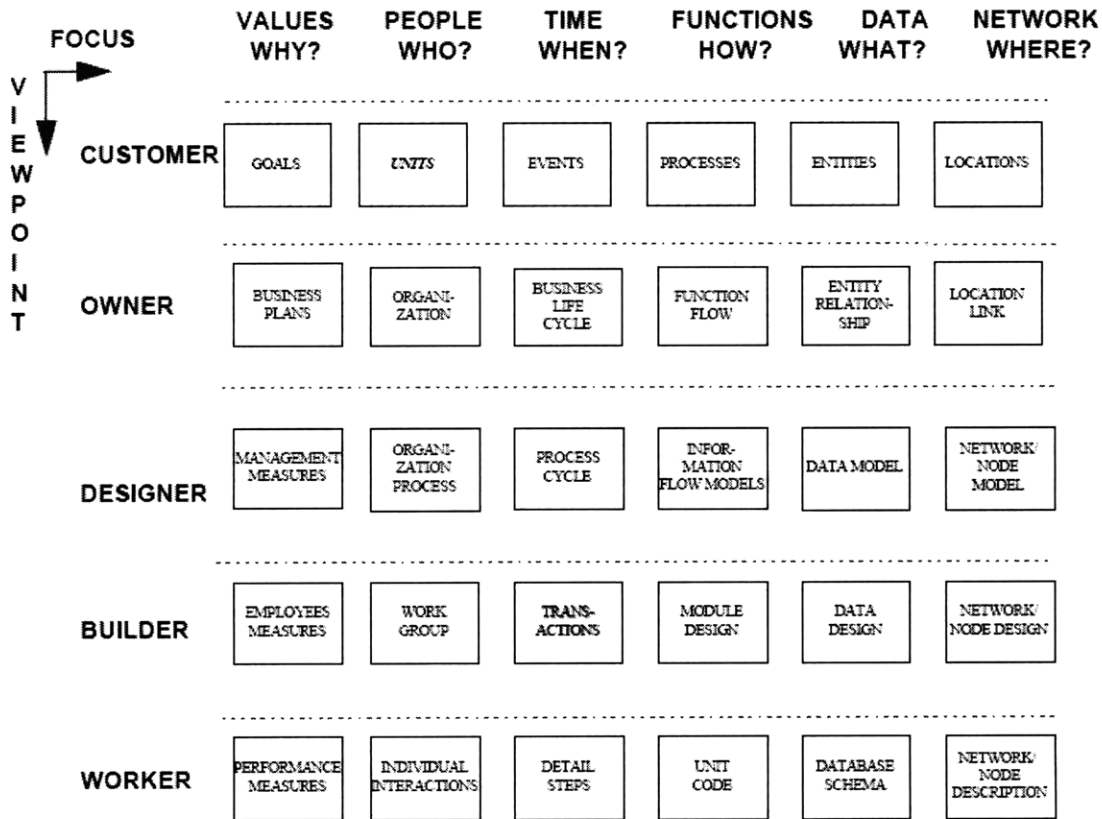 FOCUS
VIEWPOINT
VALUES PEOPLE TIME FUNCTIONS DATA NETWORK
WHY? WHO? WHEN? HOW? WHAT? WHERE?
CUSTOMER
GOALS
UNITS
EVENTS
PROCESSES
ENTITIES
LOCATIONS
OWNER
BUSINESS
PLANS
ORGANI-
ZATION
BUSINESS
LIFE
CYCLE
FUNCTION
FLOW
ENTITY
RELATION-
SHIP
LOCATION
LINK
DESIGNER
MANAGEMENT
MEASURES
ORGANI-
ZATION
PROCESS
PROCESS
CYCLE
INFOR-
MATION
FLOW MODELS
DATA MODEL
NETWORK/
NODE
MODEL
BUILDER
EMPLOYEES
MEASURES
WORK
GROUP
TRANS-
ACTIONS
MODULE
DESIGN
DATA
DESIGN
NETWORK/
NODE DESIGN
WORKER
PERFORMANCE
MEASURES
INDIVIDUAL
INTERACTIONS
DETAIL
STEPS
UNIT
CODE
DATABASE
SCHEMA
NETWORK/
NODE
DESCRIPTION